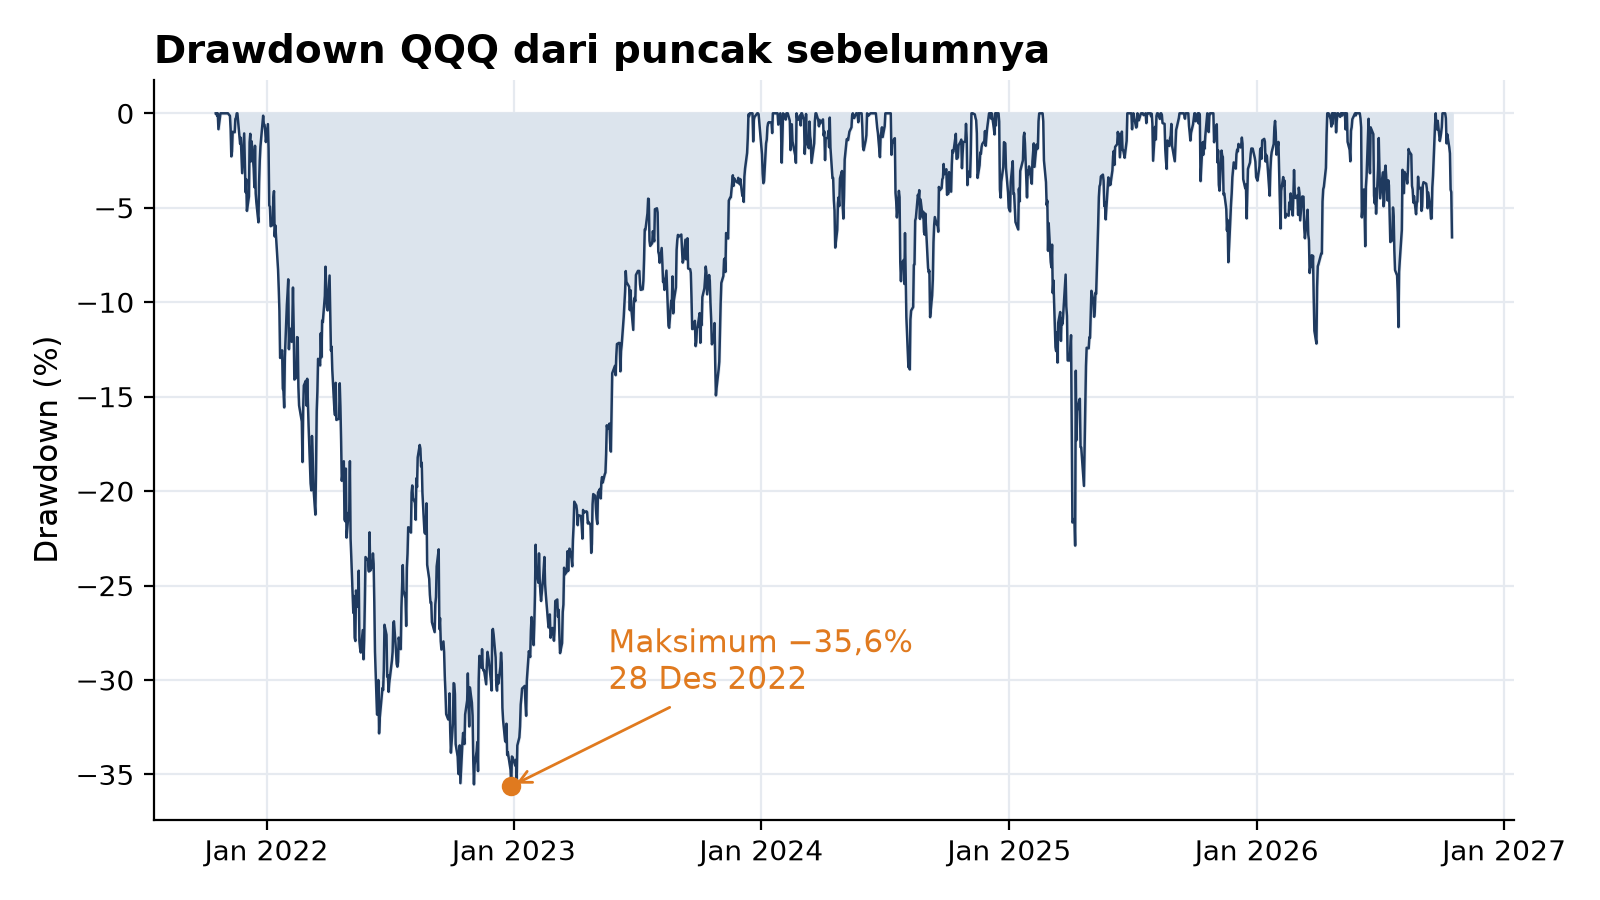 Drawdown QQQ dari puncak sebelumnya
Drawdown (%)
0
−5
−10
−15
−20
−25
−30
−35
Maksimum −35,6%
28 Des 2022
Jan 2022
Jan 2023
Jan 2024
Jan 2025
Jan 2026
Jan 2027